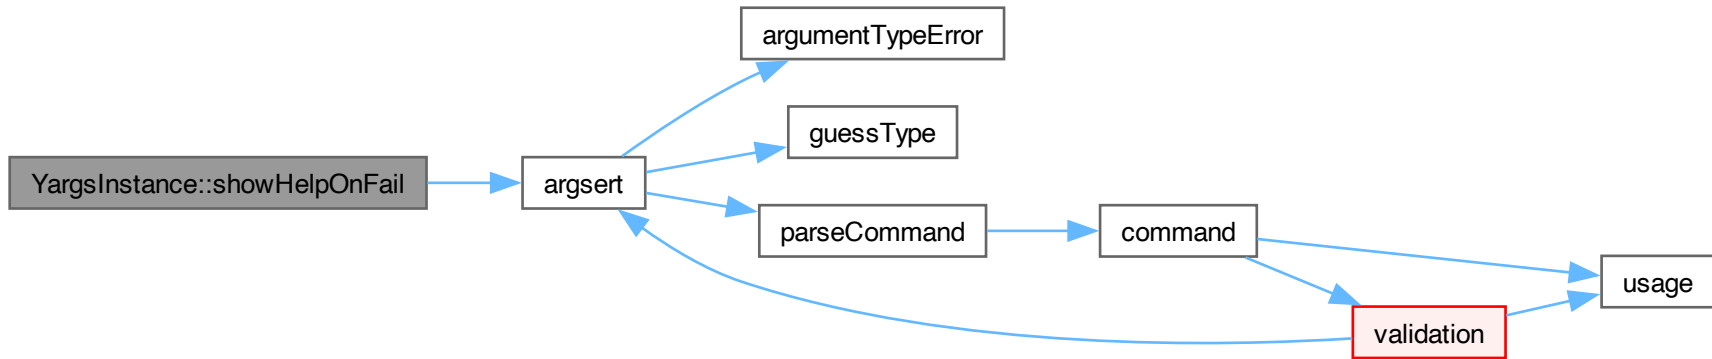 argumentTypeError
guessType
YargsInstance::showHelpOnFail
argsert
parseCommand
command
usage
validation